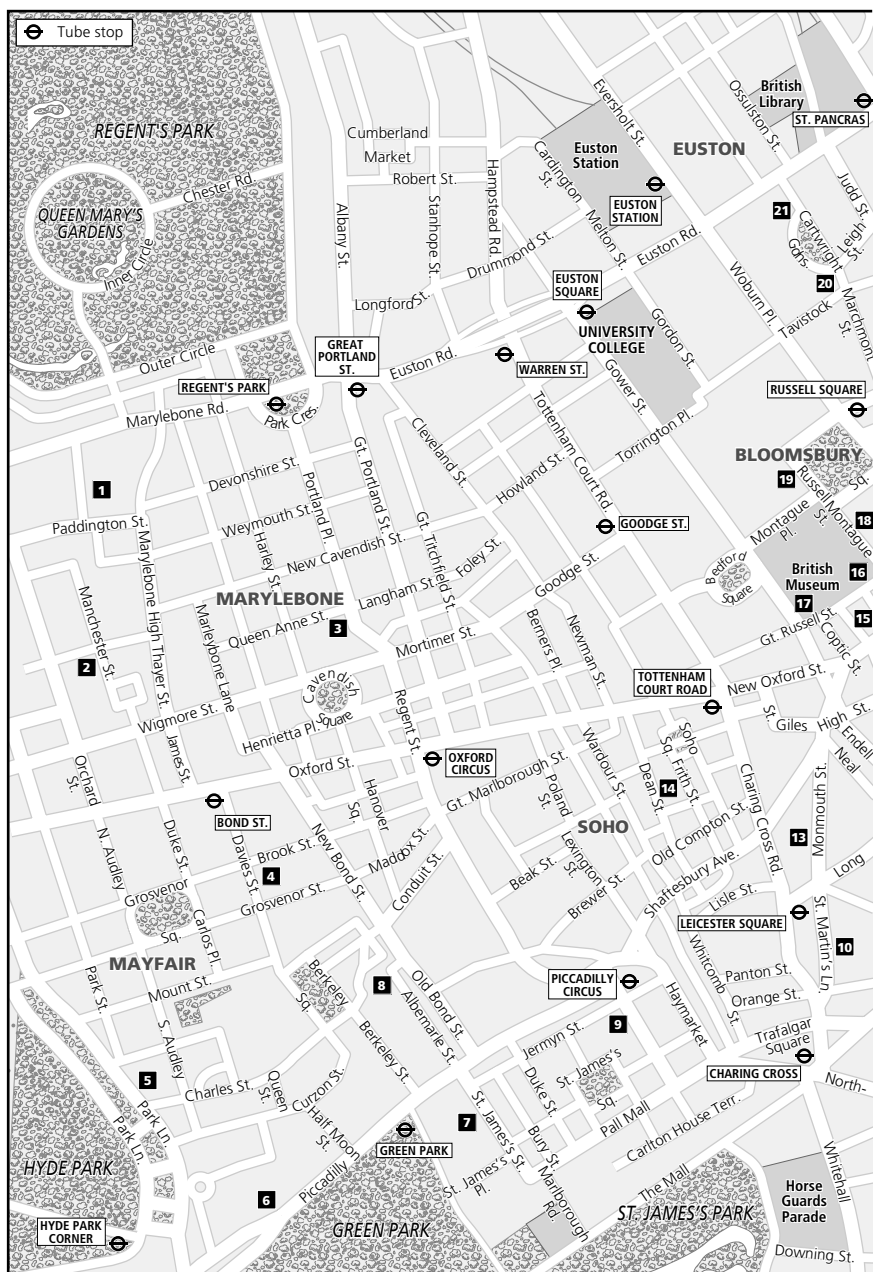 Tube stop
REGENT'S PARK
QUEEN MARY'S
GARDENS
Chester Rd.
Inner Circle
Outer Circle
Cumberland
Market
Robert St.
Albany St.
Stanhope St.
Hampstead Rd.
Longford
Drummond St.
Cardington St.
Melton St.
Eversholt St.
Euston
Station
EUSTON
EUSTON
STATION
Ossulston St.
British
Library
ST. PANCRAS
Judd St.
Leigh St.
Cartwright
Gdns.
21
20
Marchmont
St.
Tavistock
Woburn Pl.
Euston Rd.
EUSTON
SQUARE
UNIVERSITY
COLLEGE
Gordon St.
Gower St.
GREAT
PORTLAND
ST.
Euston Rd.
WARREN ST.
REGENT'S PARK
Park Cres.
Marylebone Rd.
RUSSELL SQUARE
BLOOMSBURY
Russell
Sq.
19
18
Montague
St.
Montague
Pl.
British
Museum
16
17
15
Torrington Pl.
Tottenham Court Rd.
Cleveland St.
Howland St.
GOODGE ST.
Goodge St.
Bedford
Square
Gt. Russell St.
Coptic St.
1
Paddington St.
Devonshire St.
Weymouth St.
Harley St.
Portland Pl.
Gt. Portland St.
Gt. Titchfield St.
New Cavendish St.
Langham St.
Foley St.
MARYLEBONE
Queen Anne St.
3
Mortimer St.
Berners Pl.
Newman St.
Manchester St.
2
Marylebone High
Thayer St.
Marleybone Lane
Cavendish
Square
Wigmore St.
Henrietta Pl.
Regent St.
TOTTENHAM
COURT ROAD
New Oxford St.
St.
Giles
High St.
Endell
Neal
Orchard
St.
James St.
Oxford St.
OXFORD
CIRCUS
BOND ST.
Hanover
Sq.
Gt. Marlborough St.
Poland
St.
Wardour St.
Soho
Sq.
Frith St.
Dean St.
14
Charing Cross Rd.
Monmouth St.
13
SOHO
Old Compton St.
Lexington
St.
Beak St.
Brewer St.
Shaftesbury Ave.
Lisle St.
Long
LEICESTER SQUARE
St. Martin's Ln.
10
N. Audley
Duke St.
Davies St.
Brook St.
4
New Bond St.
Maddox St.
Conduit St.
Grosvenor
Sq.
Grosvenor St.
Carlos Pl.
MAYFAIR
Park St.
Mount St.
Berkeley
Sq.
8
Old Bond St.
Albemarle St.
Berkeley St.
PICCADILLY
CIRCUS
Whitcomb
St.
Haymarket
Panton St.
Orange St.
Trafalgar
Square
CHARING CROSS
North-
9
Jermyn St.
St. James's
Sq.
Duke St.
Bury St.
Pall Mall
Carlton House Terr.
S. Audley
5
Charles St.
Queen
St.
Curzon St.
Half Moon
St.
Park Ln.
Park Ln.
7
St. James's St.
St. James's
Pl.
Marlborough
Rd.
The Mall
GREEN PARK
HYDE PARK
6
Piccadilly
GREEN PARK
ST. JAMES'S PARK
Horse
Guards
Parade
Whitehall
Downing St.
HYDE PARK
CORNER